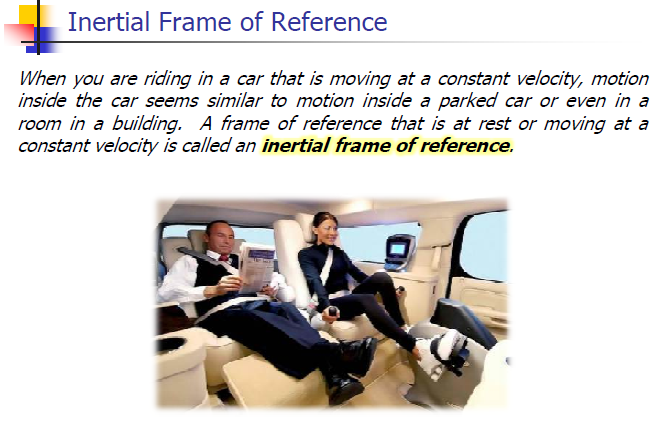 Inertial Frame of Reference
When you are riding in a car that is moving at a constant velocity, motion
inside the car seems similar to motion inside a parked car or even in a
room in a building. A frame of reference that is at rest or moving at a
constant velocity is called an inertial frame of reference.